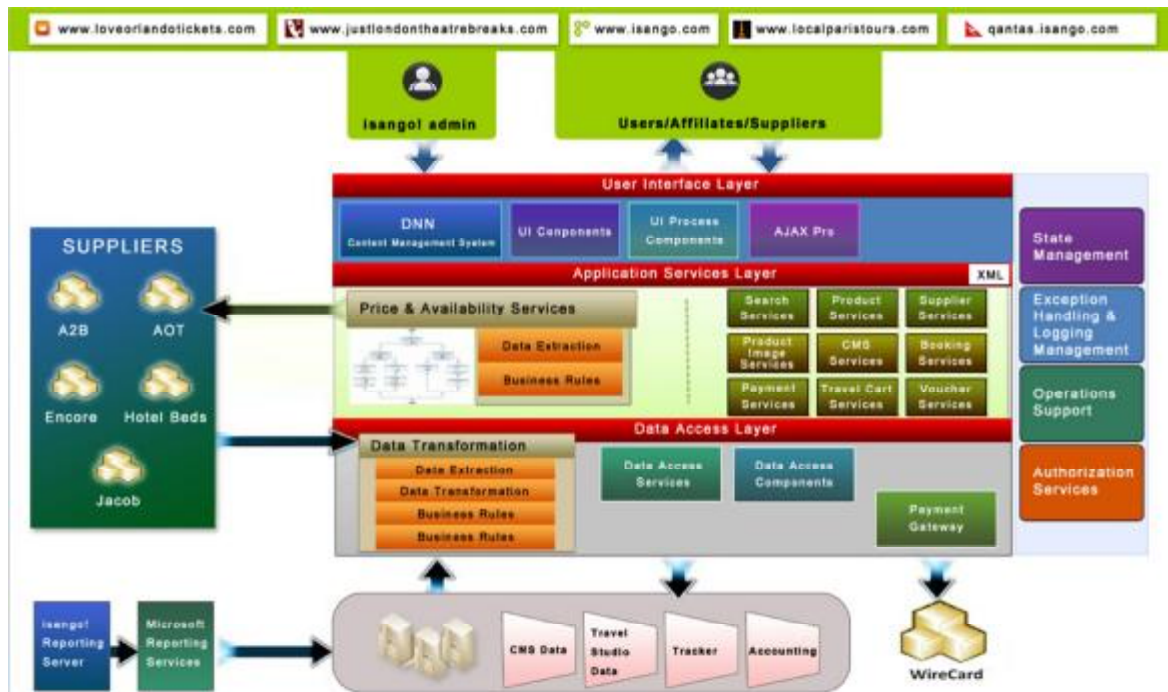 www.loveorlandotickets.com
www.justlondontheatrebreaks.com
www.isango.com
www.localparistours.com
qantas.isango.com
isango! admin
Users/Affiliates/Suppliers
User Interface Layer
DNN
Content Management System
UI Conponents
UI Process
Components
AJAX Pro
Application Services Layer
XML
Price & Availability Services
Data Extraction
Business Rules
Search
Services
Product
Services
Supplier
Services
Product
Image
Services
CMS
Services
Booking
Services
Payment
Services
Travel Cart
Services
Voucher
Services
Data Access Layer
Data Transformation
Data Extraction
Data Transformation
Business Rules
Business Rules
Data Access
Services
Data Access
Components
Payment
Gateway
SUPPLIERS
A2B
AOT
Encore
Hotel Beds
Jacob
State
Management
Exception
Handling &
Logging
Management
Operations
Support
Authorization
Services
isango!
Reporting
Server
Microsoft
Reporting
Services
CMS Data
Travel
Studio
Data
Tracker
Accounting
WireCard